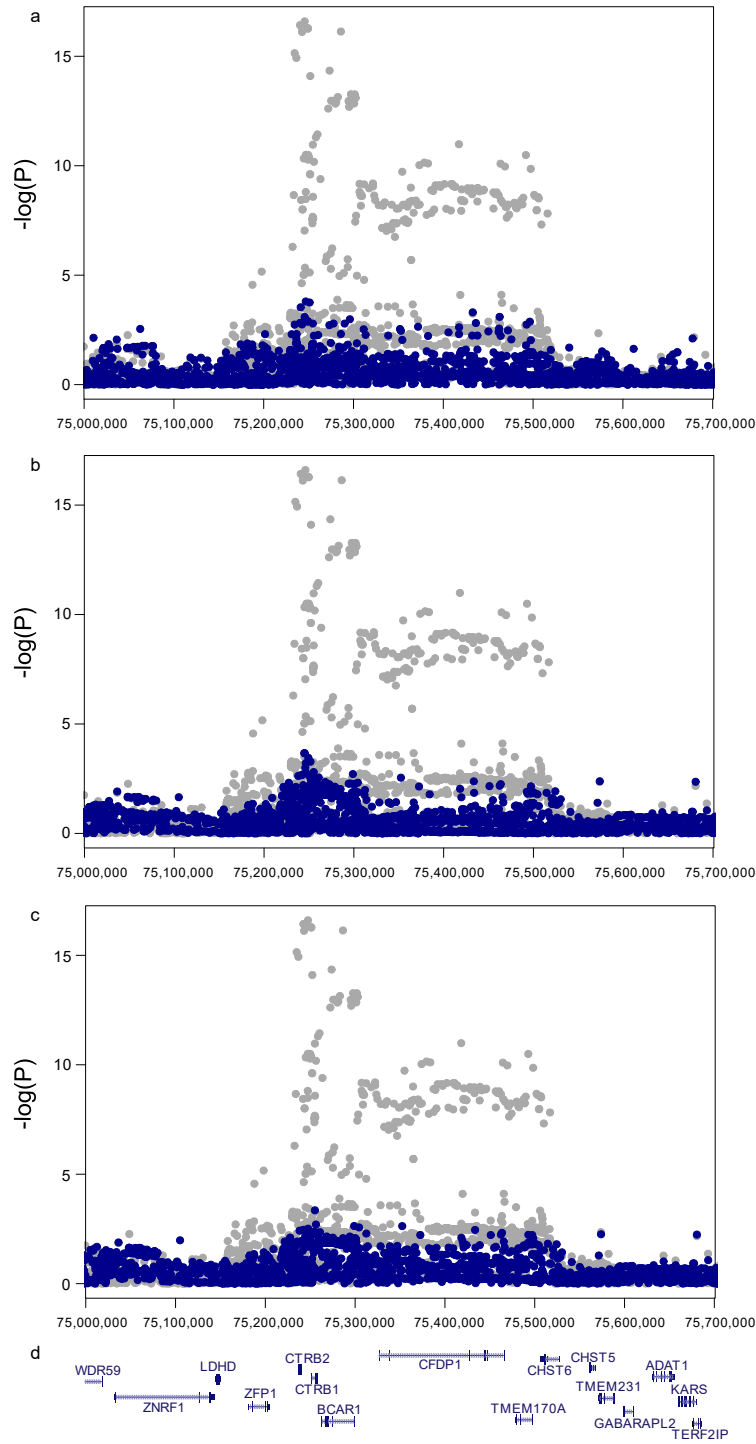 a
15
10
5
0
-log(P)
75,000,000 75,100,000 75,200,000 75,300,000 75,400,000 75,500,000 75,600,000 75,700,000
b
15
10
5
0
-log(P)
75,000,000 75,100,000 75,200,000 75,300,000 75,400,000 75,500,000 75,600,000 75,700,000
c
15
10
5
0
-log(P)
75,000,000 75,100,000 75,200,000 75,300,000 75,400,000 75,500,000 75,600,000 75,700,000
d
CTRB2 CFDP1 CHST6 CHST5
WDR59 LDHD CTRB1 ADAT1
ZNRF1 ZFP1 TMEM231 KARS
BCAR1 TMEM170A GABARAPL2
TERF2IP